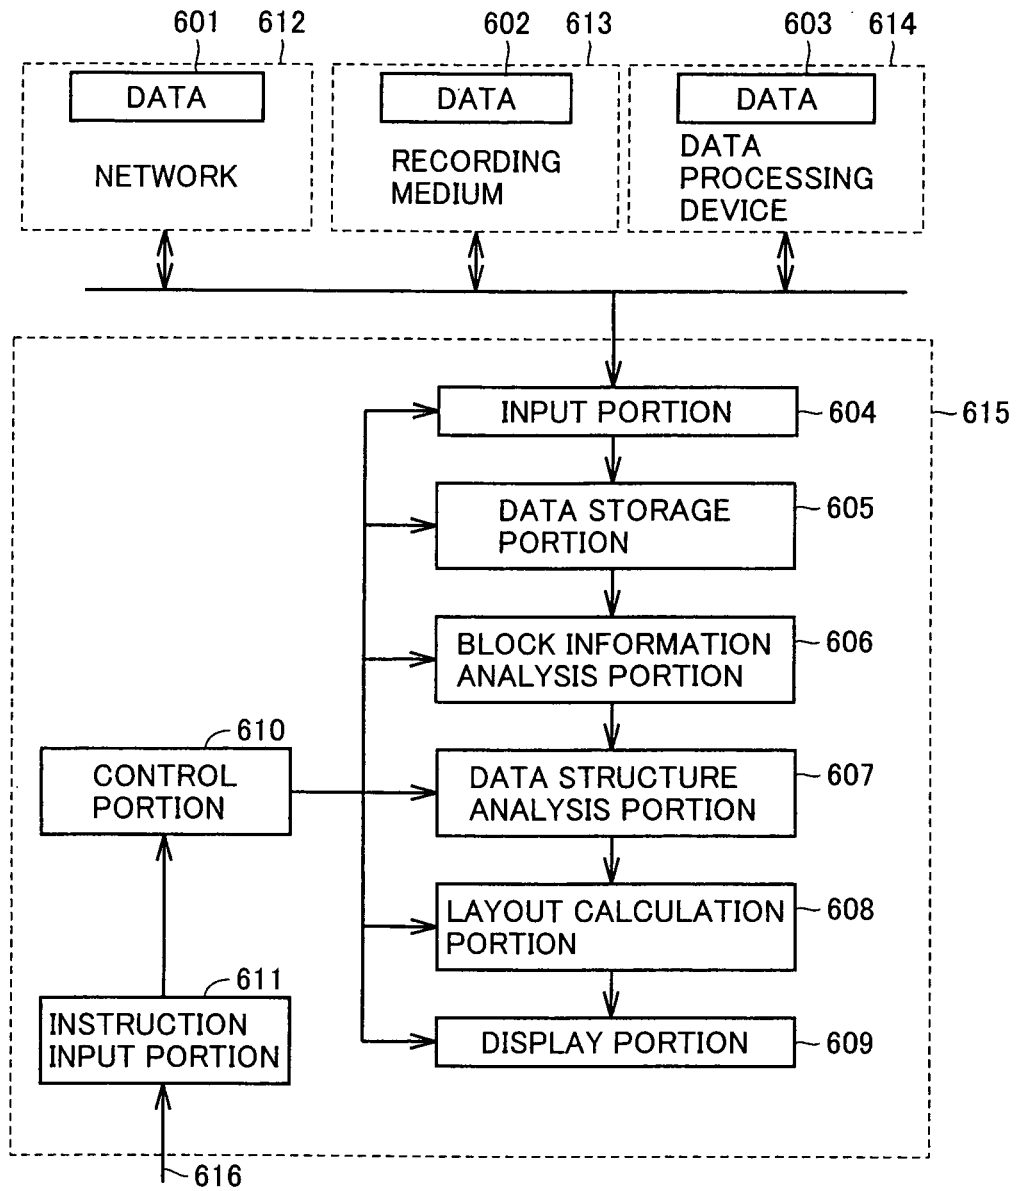 601
612
602
613
603
614
DATA
DATA
DATA
NETWORK
RECORDING
MEDIUM
DATA
PROCESSING
DEVICE
INPUT PORTION
604
615
DATA STORAGE
PORTION
605
BLOCK INFORMATION
ANALYSIS PORTION
606
610
CONTROL
PORTION
DATA STRUCTURE
ANALYSIS PORTION
607
LAYOUT CALCULATION
PORTION
608
611
INSTRUCTION
INPUT PORTION
DISPLAY PORTION
609
616